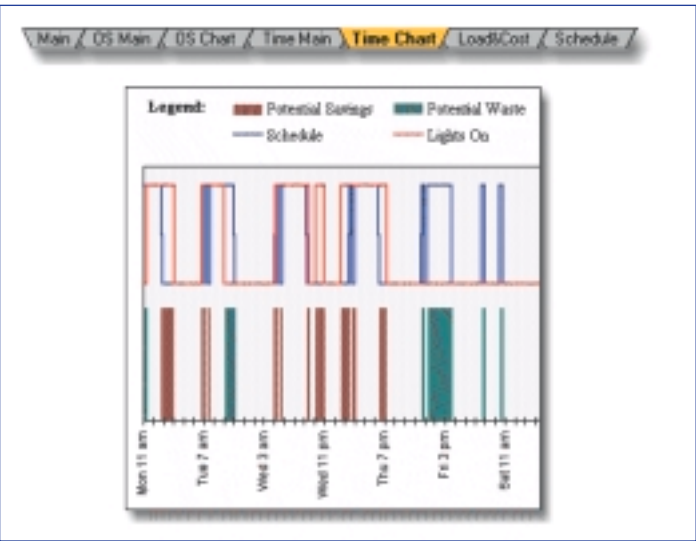 Main / OS Main / OS Chart / Time Main \ Time Chart / Load&Cost / Schedule /
Legend: Potential Savings Potential Waste
Schedule Lights On
Mon 11 am Tue 7 am Wed 3 am Wed 11 pm Thu 7 pm Fri 3 pm Sat 11 am